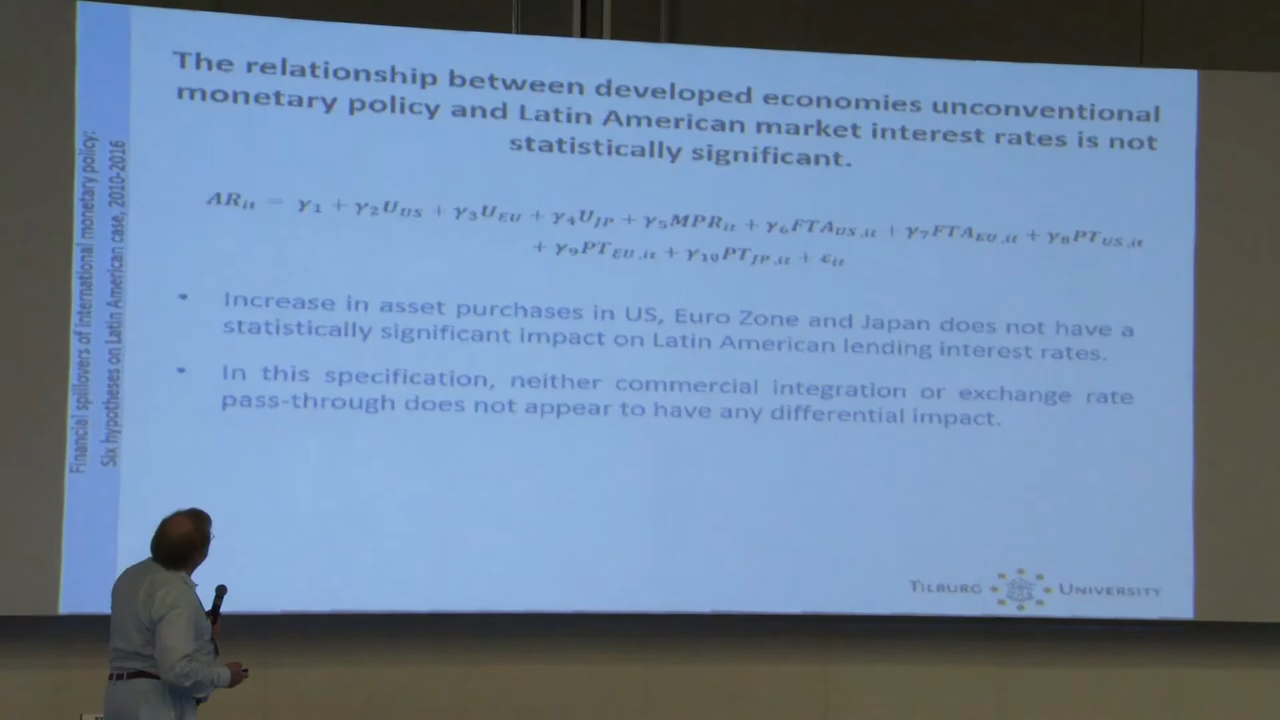 Financial spillovers of international monetary policy:
Six hypotheses on Latin American case, 2010-2016
The relationship between developed economies unconventional
monetary policy and Latin American market interest rates is not
statistically significant.
ARᵢₜ = γ₁ + γ₂U_US + γ₃U_EU + γ₄U_JP + γ₅MPRᵢₜ + γ₆FTA_US,it + γ₇FTA_EU,it + γ₈PT_US,it
+ γ₉PT_EU,it + γ₁₀PT_JP,it + εᵢₜ
• Increase in asset purchases in US, Euro Zone and Japan does not have a
statistically significant impact on Latin American lending interest rates.
• In this specification, neither commercial integration or exchange rate
pass-through does not appear to have any differential impact.
TILBURG UNIVERSITY